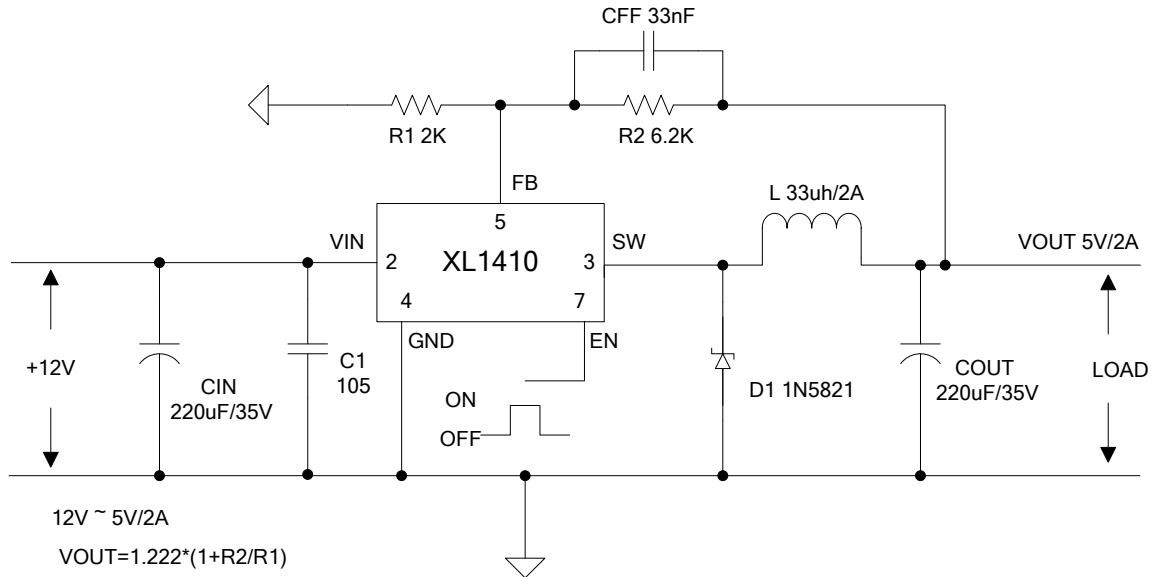 CFF 33nF
R1 2K
R2 6.2K
FB
L 33uh/2A
5
VIN
SW
VOUT 5V/2A
2
XL1410
3
4
7
GND
EN
+12V
CIN
220uF/35V
C1
105
ON
OFF
D1 1N5821
COUT
220uF/35V
LOAD
12V ~ 5V/2A
VOUT=1.222*(1+R2/R1)